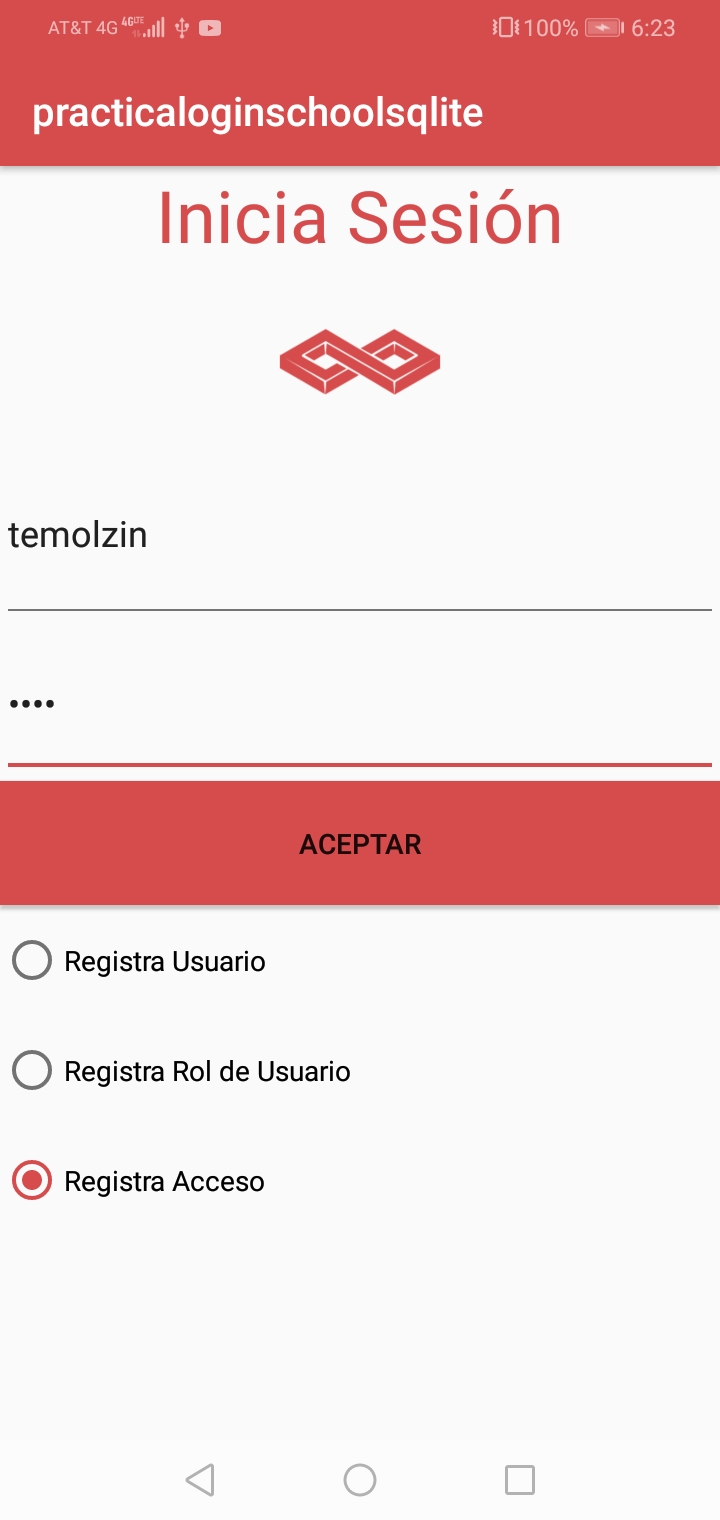 AT&T 4G 4G LTE 100% 6:23
practicaloginschoolsqlite
Inicia Sesión
temolzin
••••
ACEPTAR
Registra Usuario
Registra Rol de Usuario
Registra Acceso